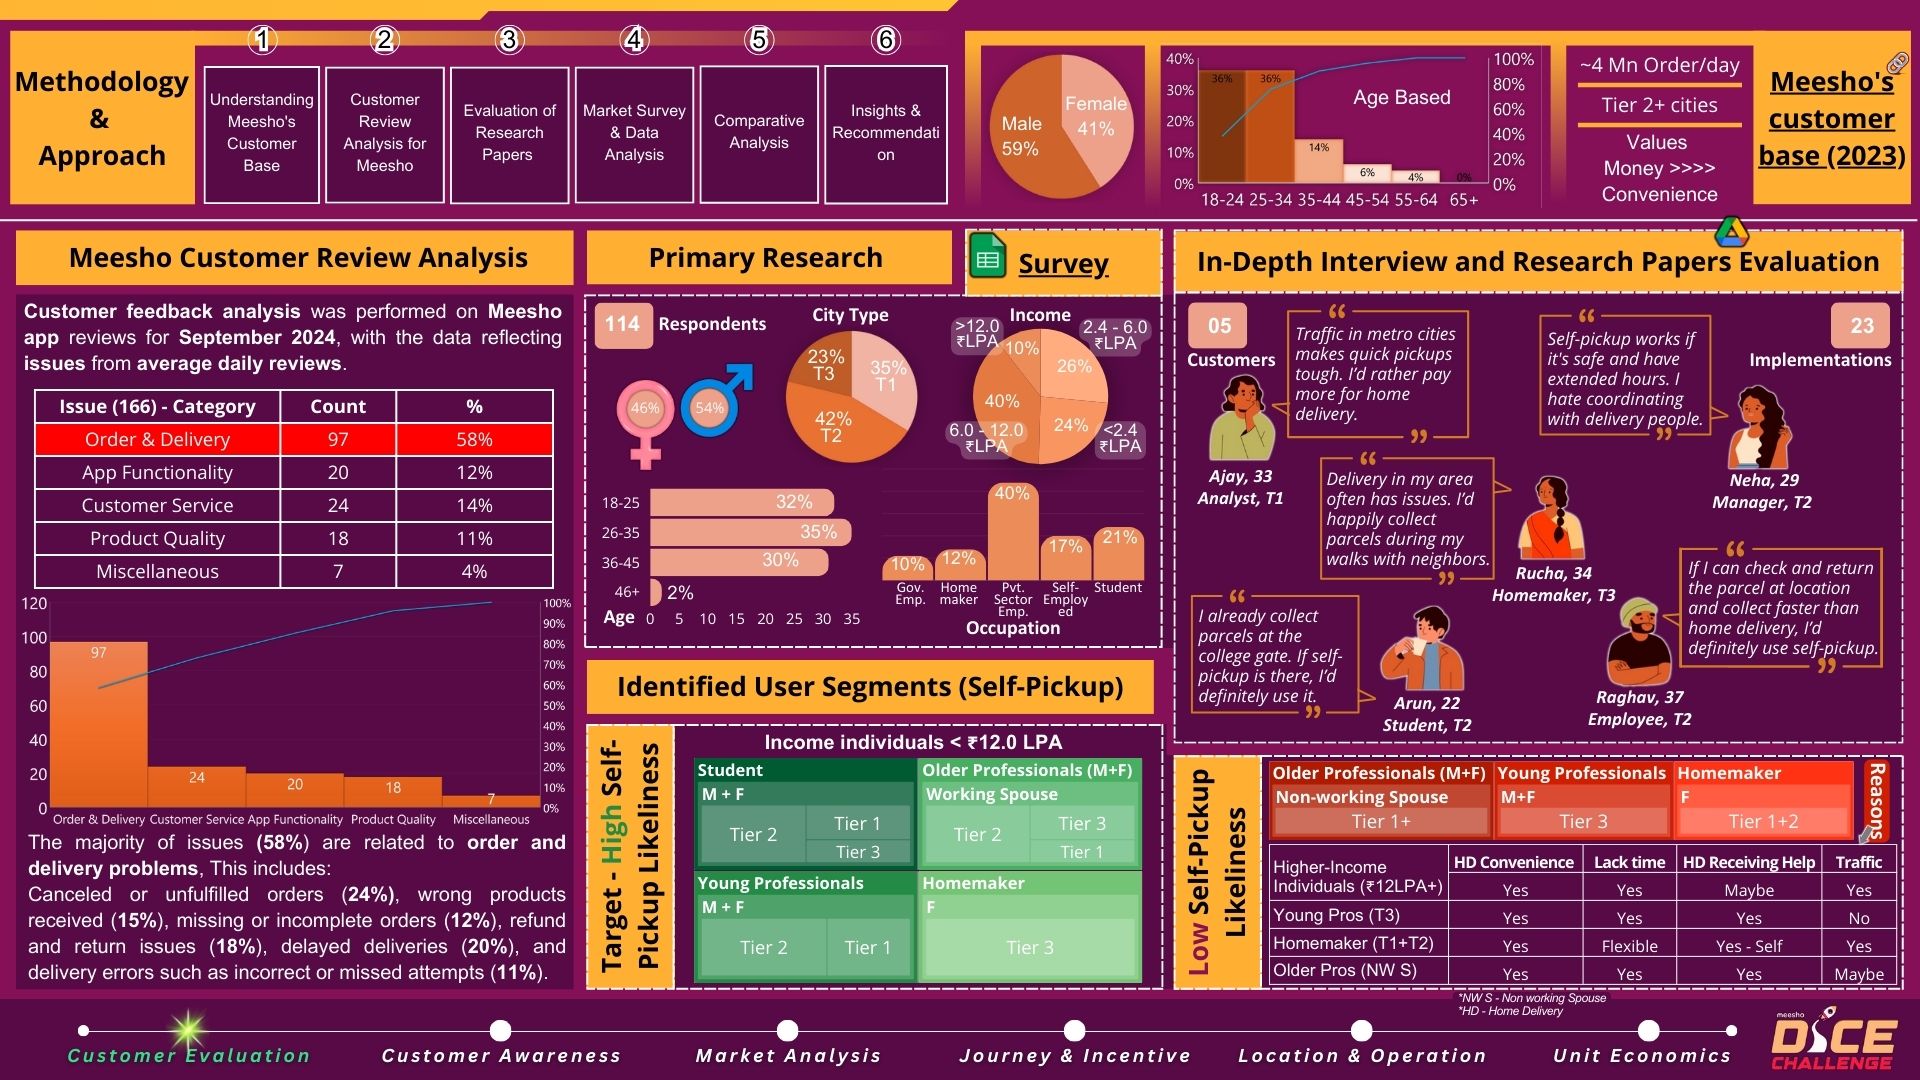 Methodology
&
Approach
1
Understanding
Meesho's
Customer
Base
2
Customer
Review
Analysis for
Meesho
3
Evaluation of
Research
Papers
4
Market Survey
& Data
Analysis
5
Comparative
Analysis
6
Insights &
Recommendati
on
Male
59%
Female
41%
Age Based
40%
30%
20%
10%
0%
36%
36%
14%
6%
4%
0%
100%
80%
60%
40%
20%
0%
18-24 25-34 35-44 45-54 55-64 65+
~4 Mn Order/day
Tier 2+ cities
Values
Money >>>>
Convenience
Meesho's
customer
base (2023)
Meesho Customer Review Analysis
Customer feedback analysis was performed on Meesho
app reviews for September 2024, with the data reflecting
issues from average daily reviews.
Issue (166) - Category Count %
Order & Delivery 97 58%
App Functionality 20 12%
Customer Service 24 14%
Product Quality 18 11%
Miscellaneous 7 4%
120
100
80
60
40
20
0
97
24
20
18
7
100%
90%
80%
70%
60%
50%
40%
30%
20%
10%
0%
Order & Delivery Customer Service App Functionality Product Quality Miscellaneous
The majority of issues (58%) are related to order and
delivery problems, This includes:
Canceled or unfulfilled orders (24%), wrong products
received (15%), missing or incomplete orders (12%), refund
and return issues (18%), delayed deliveries (20%), and
delivery errors such as incorrect or missed attempts (11%).
Primary Research
Survey
114 Respondents
46%
54%
City Type
23%
T3
35%
T1
42%
T2
Income
>12.0
₹LPA
10%
2.4 - 6.0
₹LPA
26%
40%
6.0 - 12.0
₹LPA
24%
<2.4
₹LPA
18-25 32%
26-35 35%
36-45 30%
46+ 2%
Age 0 5 10 15 20 25 30 35
10%
12%
40%
17%
21%
Gov.
Emp.
Home
maker
Pvt.
Sector
Emp.
Self-
Employ
ed
Student
Occupation
Identified User Segments (Self-Pickup)
Target - High Self-
Pickup Likeliness
Income individuals < ₹12.0 LPA
Student
M + F
Tier 2
Tier 1
Tier 3
Older Professionals (M+F)
Working Spouse
Tier 2
Tier 3
Tier 1
Young Professionals
M + F
Tier 2
Tier 1
Homemaker
F
Tier 3
In-Depth Interview and Research Papers Evaluation
05
Customers
“
Traffic in metro cities
makes quick pickups
tough. I’d rather pay
more for home
delivery.
”
Ajay, 33
Analyst, T1
“
Self-pickup works if
it's safe and have
extended hours. I
hate coordinating
with delivery people.
”
23
Implementations
Neha, 29
Manager, T2
“
Delivery in my area
often has issues. I’d
happily collect
parcels during my
walks with neighbors.
”
Rucha, 34
Homemaker, T3
“
I already collect
parcels at the
college gate. If self-
pickup is there, I’d
definitely use it.
”
Arun, 22
Student, T2
“
If I can check and return
the parcel at location
and collect faster than
home delivery, I’d
definitely use self-pickup.
”
Raghav, 37
Employee, T2
Low Self-Pickup
Likeliness
Older Professionals (M+F)
Non-working Spouse
Tier 1+
Young Professionals
M+F
Tier 3
Homemaker
F
Tier 1+2
Reasons
HD Convenience Lack time HD Receiving Help Traffic
Higher-Income
Individuals (₹12LPA+) Yes Yes Maybe Yes
Young Pros (T3) Yes Yes Yes No
Homemaker (T1+T2) Yes Flexible Yes - Self Yes
Older Pros (NW S) Yes Yes Yes Maybe
*NW S - Non working Spouse
*HD - Home Delivery
Customer Evaluation
Customer Awareness
Market Analysis
Journey & Incentive
Location & Operation
Unit Economics
meesho
DICE
CHALLENGE